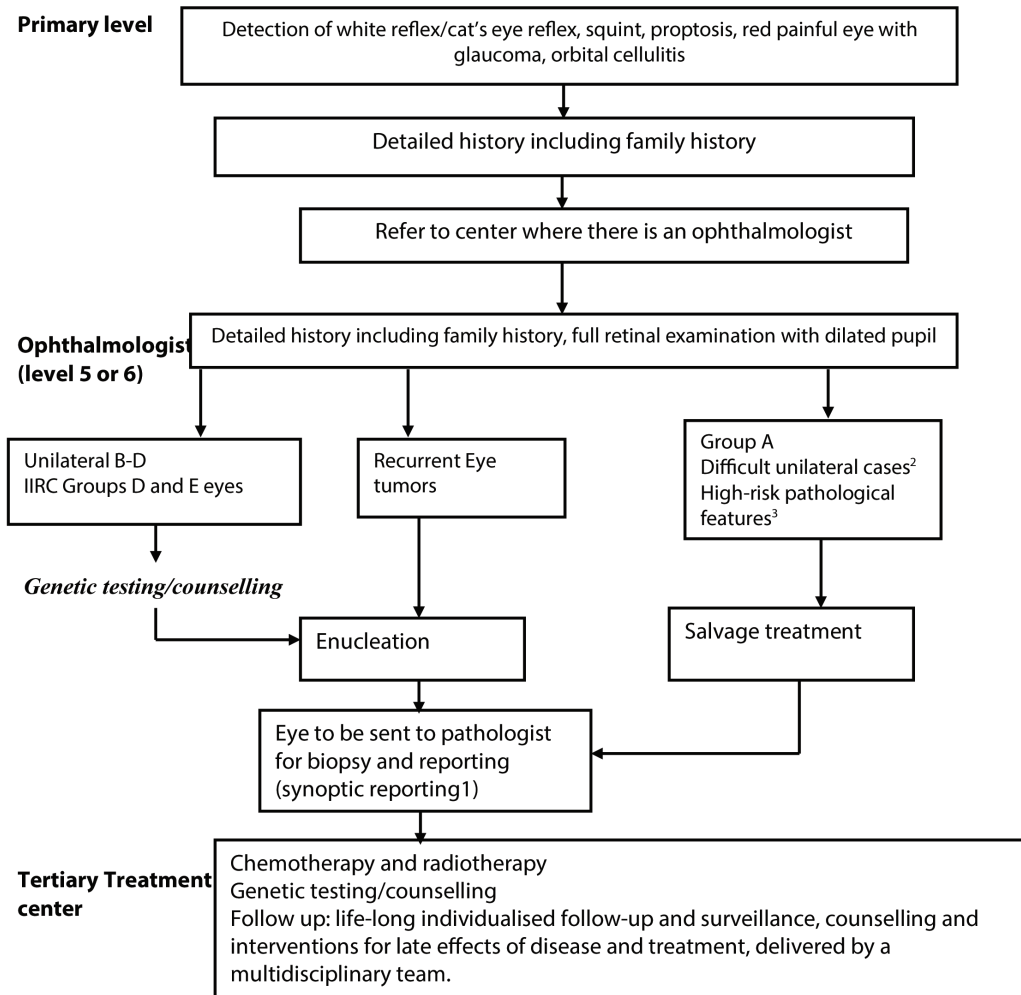 Primary level
Detection of white reflex/cat's eye reflex, squint, proptosis, red painful eye with
glaucoma, orbital cellulitis
Detailed history including family history
Refer to center where there is an ophthalmologist
Ophthalmologist
(level 5 or 6)
Detailed history including family history, full retinal examination with dilated pupil
Unilateral B-D
IIRC Groups D and E eyes
Recurrent Eye
tumors
Group A
Difficult unilateral cases²
High-risk pathological
features³
Genetic testing/counselling
Enucleation
Salvage treatment
Eye to be sent to pathologist
for biopsy and reporting
(synoptic reporting1)
Tertiary Treatment
center
Chemotherapy and radiotherapy
Genetic testing/counselling
Follow up: life-long individualised follow-up and surveillance, counselling and
interventions for late effects of disease and treatment, delivered by a
multidisciplinary team.